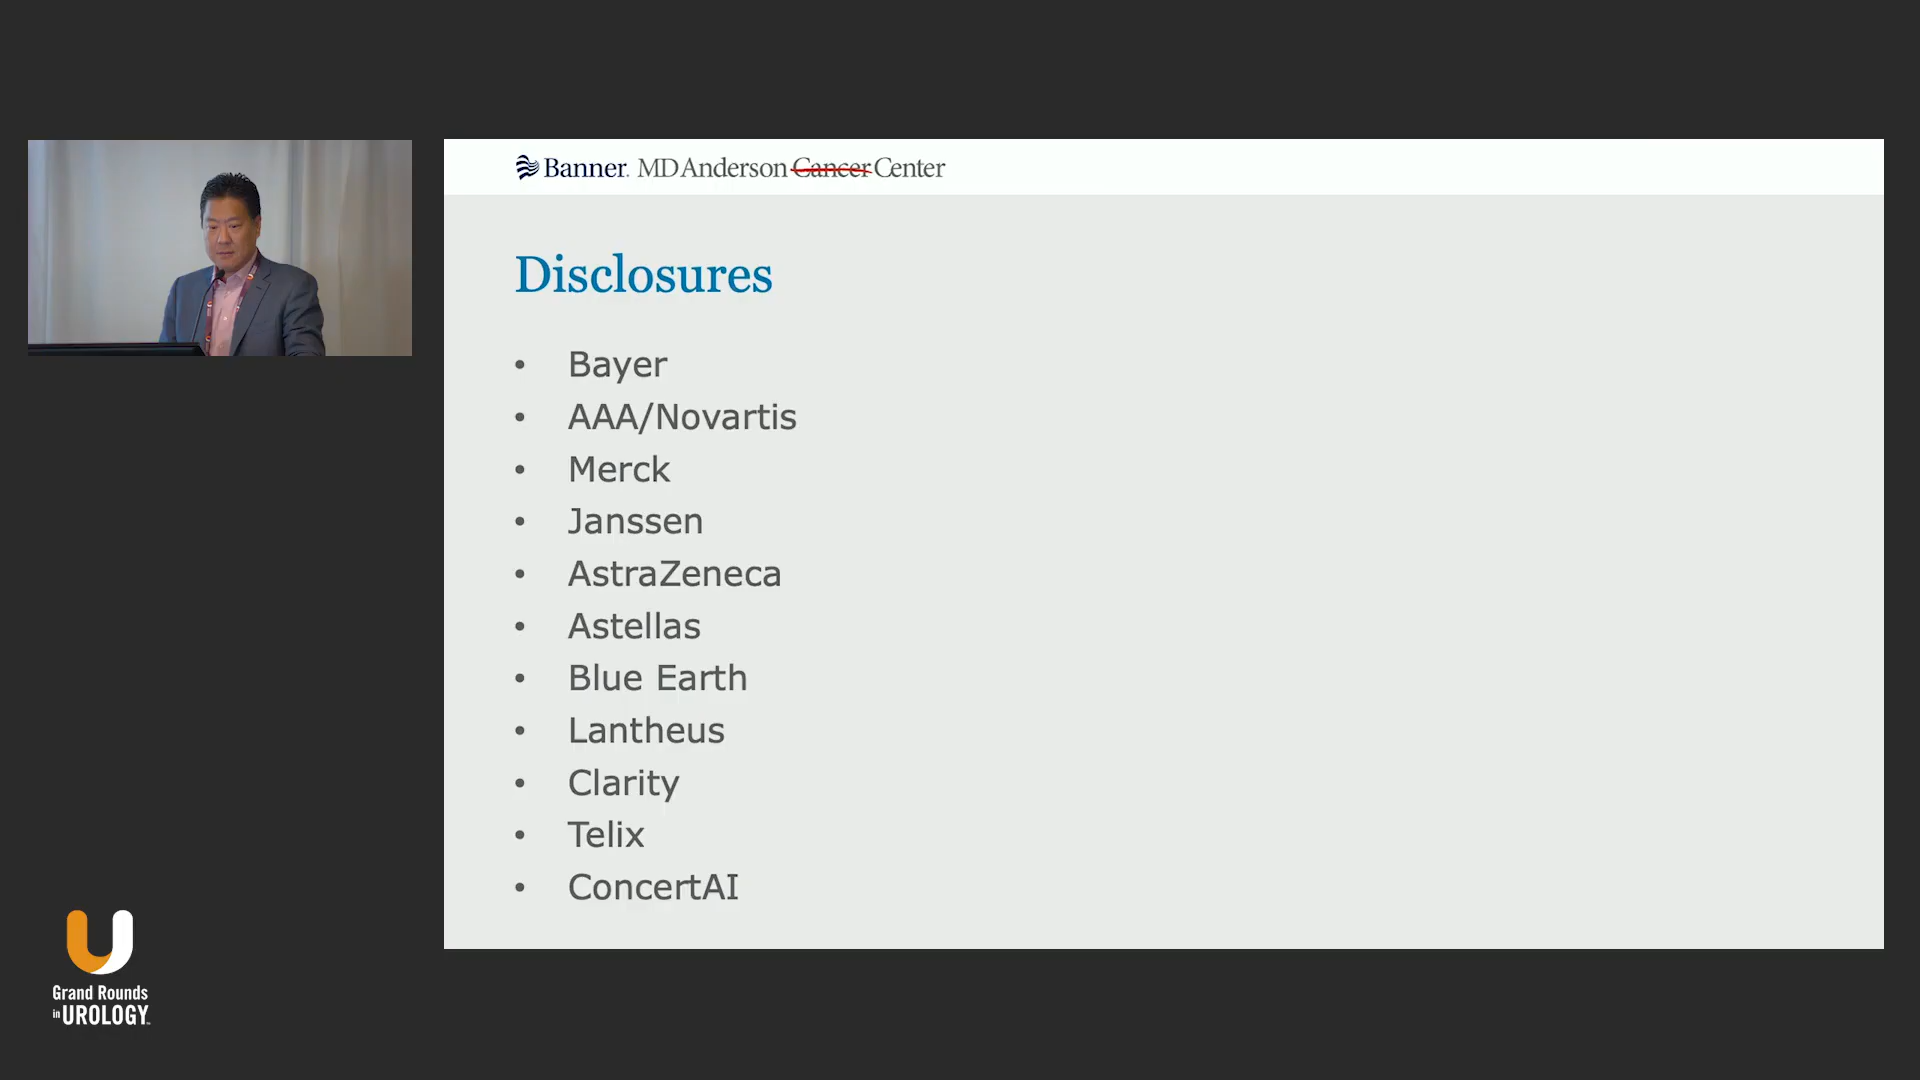 Banner. MD Anderson Cancer Center
Disclosures
• Bayer
• AAA/Novartis
• Merck
• Janssen
• AstraZeneca
• Astellas
• Blue Earth
• Lantheus
• Clarity
• Telix
• ConcertAI
Grand Rounds
in UROLOGY